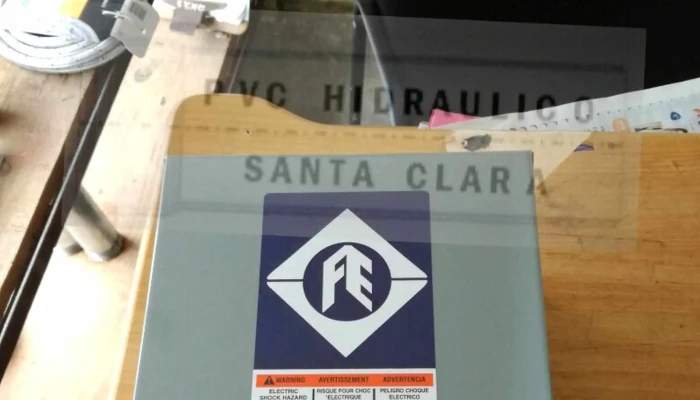 PVC HIDRAULICO
SANTA CLARA
FE
WARNING AVERTISSEMENT ADVERTENCIA
ELECTRIC SHOCK HAZARD
RISQUE POUR CHOC ELECTRIQUE
PELIGRO CHOQUE ELECTRICO